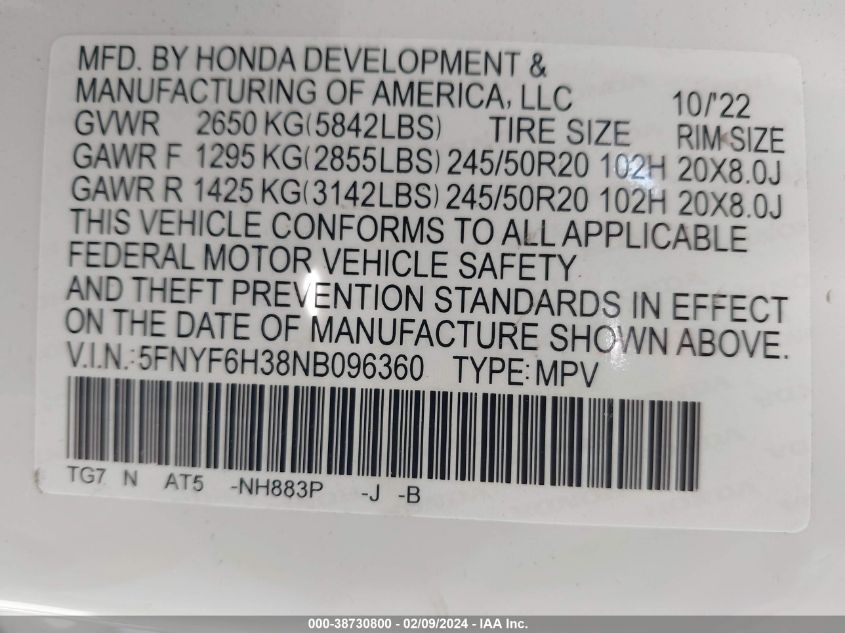 MFD. BY HONDA DEVELOPMENT &
MANUFACTURING OF AMERICA, LLC 10/'22
GVWR 2650 KG(5842LBS) TIRE SIZE RIM SIZE
GAWR F 1295 KG(2855LBS) 245/50R20 102H 20X8.0J
GAWR R 1425 KG(3142LBS) 245/50R20 102H 20X8.0J
THIS VEHICLE CONFORMS TO ALL APPLICABLE
FEDERAL MOTOR VEHICLE SAFETY
AND THEFT PREVENTION STANDARDS IN EFFECT
ON THE DATE OF MANUFACTURE SHOWN ABOVE.
V.I.N.: 5FNYF6H38NB096360 TYPE: MPV
TG7 N AT5 -NH883P -J -B
000-38730800 - 02/09/2024 - IAA Inc.